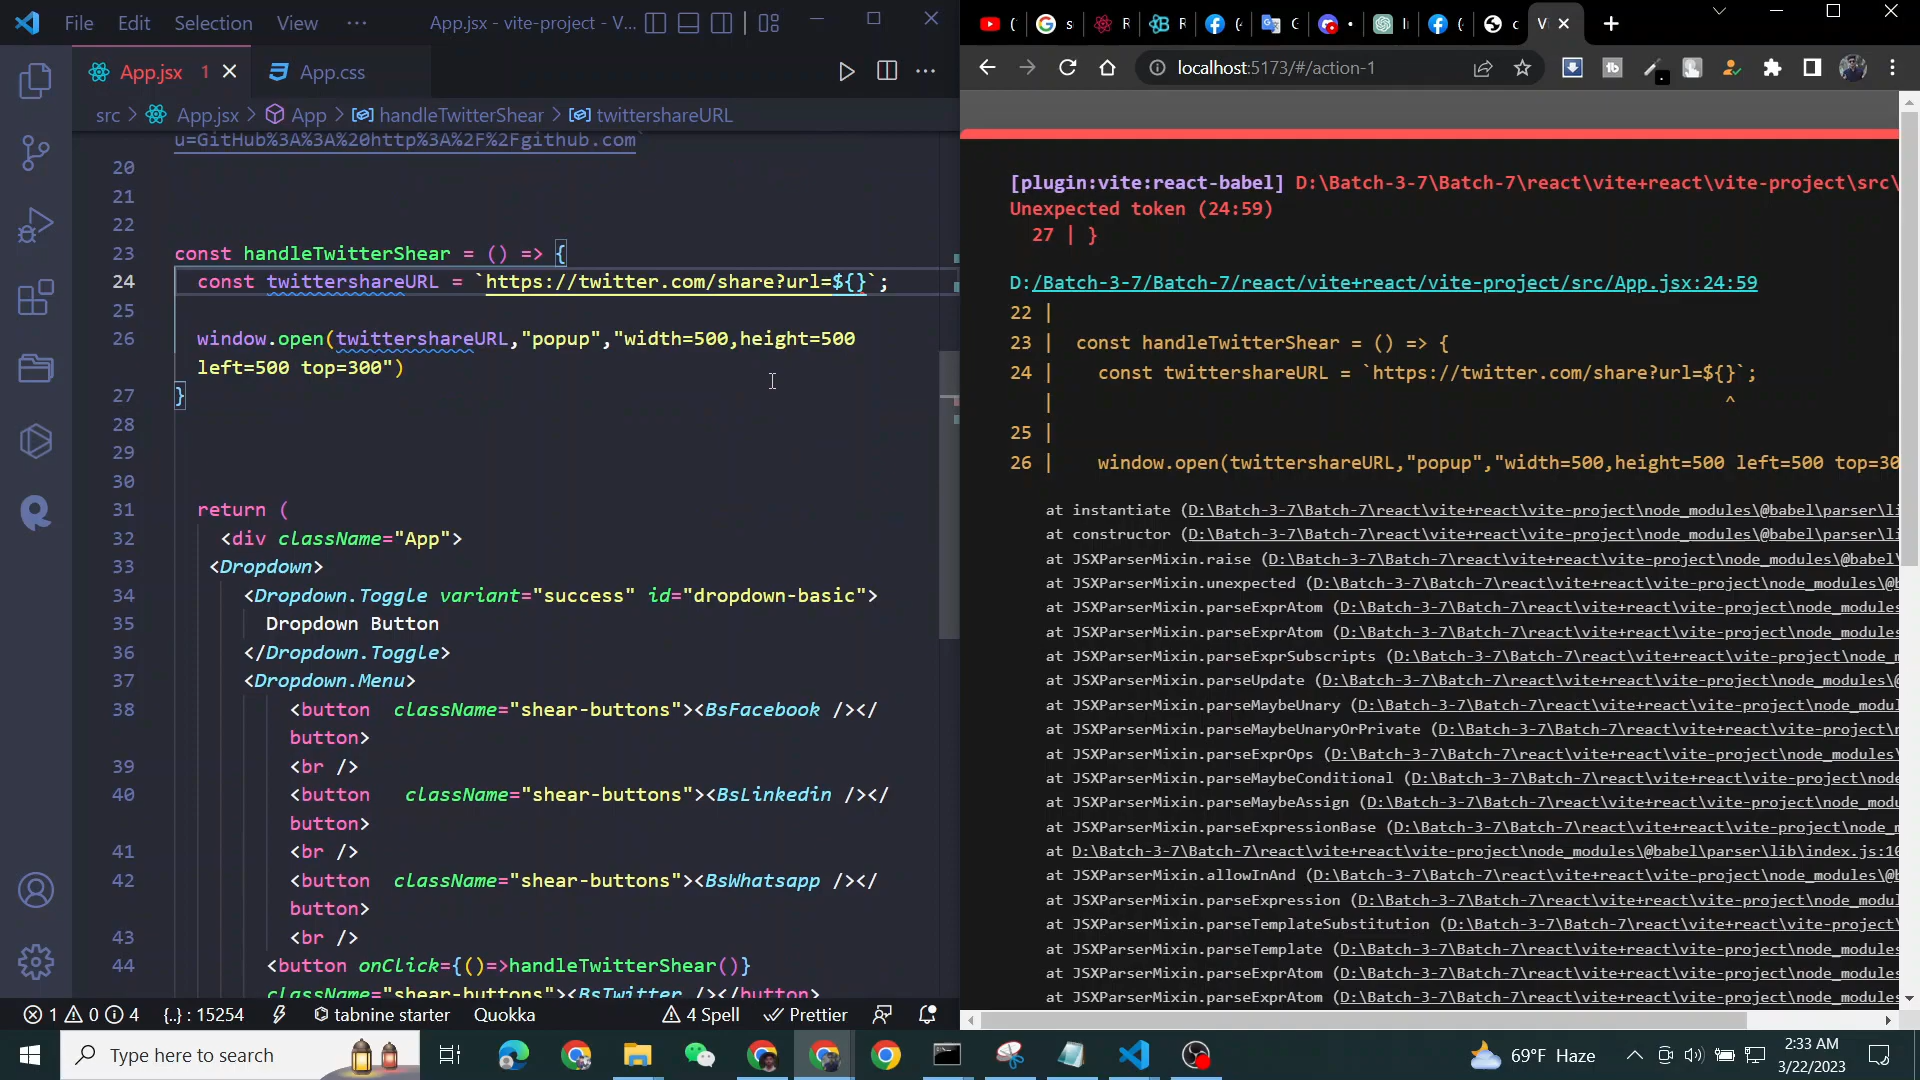 File Edit Selection View ··· App.jsx - vite-project - V...
App.jsx 1 App.css
src > App.jsx > App > handleTwitterShear > twittershareURL
u=GitHub%3A%3A%20http%3A%2F%2Fgithub.com`
20
21
22
23 const handleTwitterShear = () => {
24 const twittershareURL = `https://twitter.com/share?url=${}`;
25
26 window.open(twittershareURL,"popup","width=500,height=500
left=500 top=300")
27 }
28
29
30
31 return (
32 <div className="App">
33 <Dropdown>
34 <Dropdown.Toggle variant="success" id="dropdown-basic">
35 Dropdown Button
36 </Dropdown.Toggle>
37 <Dropdown.Menu>
38 <button className="shear-buttons"><BsFacebook /></
button>
39 <br />
40 <button className="shear-buttons"><BsLinkedin /></
button>
41 <br />
42 <button className="shear-buttons"><BsWhatsapp /></
button>
43 <br />
44 <button onClick={()=>handleTwitterShear()}
className="shear-buttons"><BsTwitter /></button>
1 0 4 {..} : 15254 tabnine starter Quokka 4 Spell Prettier
localhost:5173/#/action-1
[plugin:vite:react-babel] D:\Batch-3-7\Batch-7\react\vite+react\vite-project\src\
Unexpected token (24:59)
27 | }
D:/Batch-3-7/Batch-7/react/vite+react/vite-project/src/App.jsx:24:59
22 |
23 | const handleTwitterShear = () => {
24 | const twittershareURL = `https://twitter.com/share?url=${}`;
| ^
25 |
26 | window.open(twittershareURL,"popup","width=500,height=500 left=500 top=30
at instantiate (D:\Batch-3-7\Batch-7\react\vite+react\vite-project\node_modules\@babel\parser\li
at constructor (D:\Batch-3-7\Batch-7\react\vite+react\vite-project\node_modules\@babel\parser\li
at JSXParserMixin.raise (D:\Batch-3-7\Batch-7\react\vite+react\vite-project\node_modules\@babel\
at JSXParserMixin.unexpected (D:\Batch-3-7\Batch-7\react\vite+react\vite-project\node_modules\@b
at JSXParserMixin.parseExprAtom (D:\Batch-3-7\Batch-7\react\vite+react\vite-project\node_modules
at JSXParserMixin.parseExprAtom (D:\Batch-3-7\Batch-7\react\vite+react\vite-project\node_modules
at JSXParserMixin.parseExprSubscripts (D:\Batch-3-7\Batch-7\react\vite+react\vite-project\node_m
at JSXParserMixin.parseUpdate (D:\Batch-3-7\Batch-7\react\vite+react\vite-project\node_modules\@
at JSXParserMixin.parseMaybeUnary (D:\Batch-3-7\Batch-7\react\vite+react\vite-project\node_modul
at JSXParserMixin.parseMaybeUnaryOrPrivate (D:\Batch-3-7\Batch-7\react\vite+react\vite-project\n
at JSXParserMixin.parseExprOps (D:\Batch-3-7\Batch-7\react\vite+react\vite-project\node_modules\
at JSXParserMixin.parseMaybeConditional (D:\Batch-3-7\Batch-7\react\vite+react\vite-project\node
at JSXParserMixin.parseMaybeAssign (D:\Batch-3-7\Batch-7\react\vite+react\vite-project\node_modu
at JSXParserMixin.parseExpressionBase (D:\Batch-3-7\Batch-7\react\vite+react\vite-project\node_m
at D:\Batch-3-7\Batch-7\react\vite+react\vite-project\node_modules\@babel\parser\lib\index.js:10
at JSXParserMixin.allowInAnd (D:\Batch-3-7\Batch-7\react\vite+react\vite-project\node_modules\@b
at JSXParserMixin.parseExpression (D:\Batch-3-7\Batch-7\react\vite+react\vite-project\node_modul
at JSXParserMixin.parseTemplateSubstitution (D:\Batch-3-7\Batch-7\react\vite+react\vite-project\
at JSXParserMixin.parseTemplate (D:\Batch-3-7\Batch-7\react\vite+react\vite-project\node_modules
at JSXParserMixin.parseExprAtom (D:\Batch-3-7\Batch-7\react\vite+react\vite-project\node_modules
at JSXParserMixin.parseExprAtom (D:\Batch-3-7\Batch-7\react\vite+react\vite-project\node_modules
Type here to search 69°F Haze 2:33 AM
3/22/2023